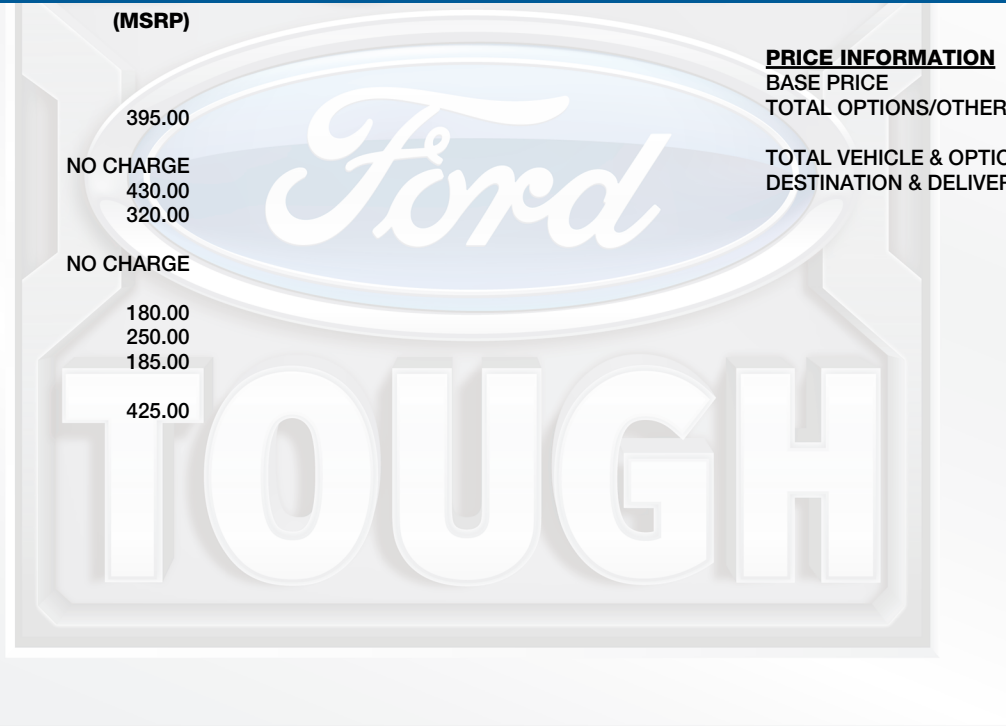 (MSRP)
395.00
NO CHARGE
430.00
320.00
NO CHARGE
180.00
250.00
185.00
425.00
PRICE INFORMATION
BASE PRICE
TOTAL OPTIONS/OTHER
TOTAL VEHICLE & OPTIO
DESTINATION & DELIVER
Ford
TOUGH